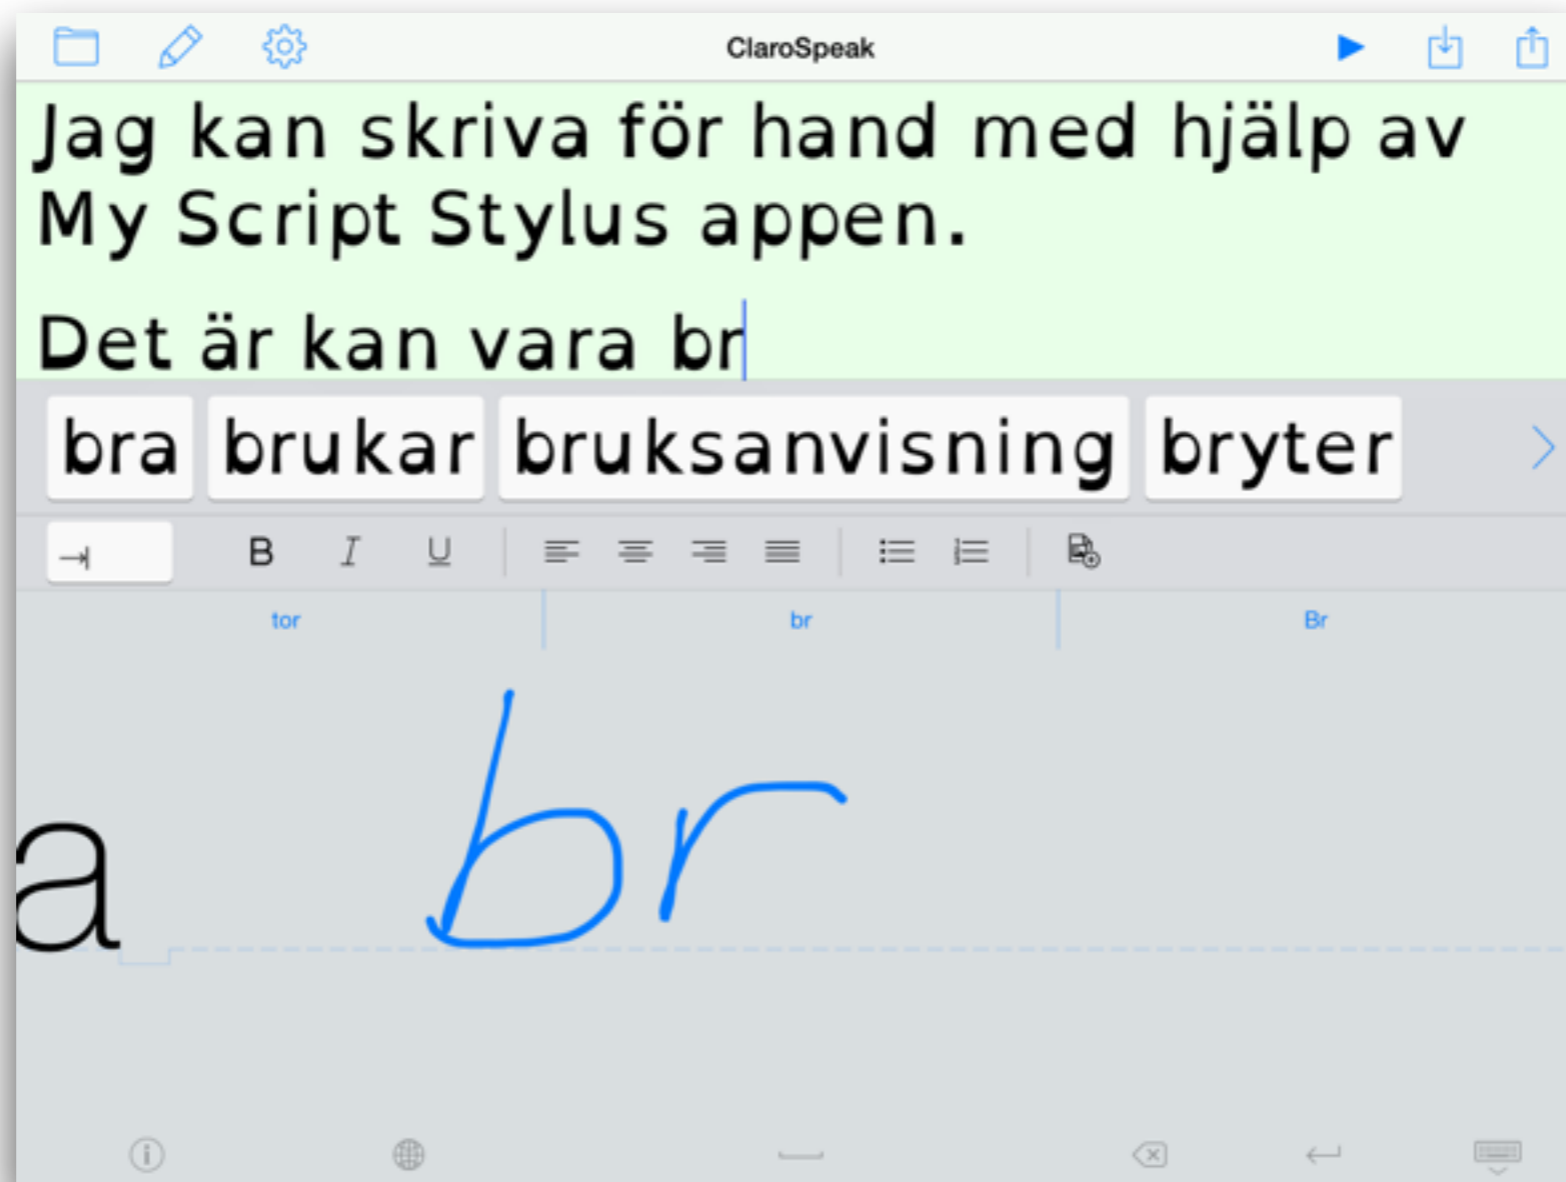 ClaroSpeak
Jag kan skriva för hand med hjälp av
My Script Stylus appen.
Det är kan vara br
bra brukar bruksanvisning bryter
B I U
tor br Br
a br